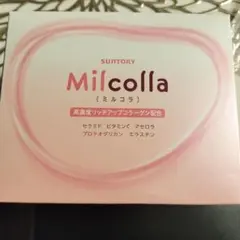 SUNTORY
Milcolla
(ミルコラ)
高濃度リッチアップコラーゲン配合
セラミド ビタミンC アセロラ
プロテオグリカン エラスチン